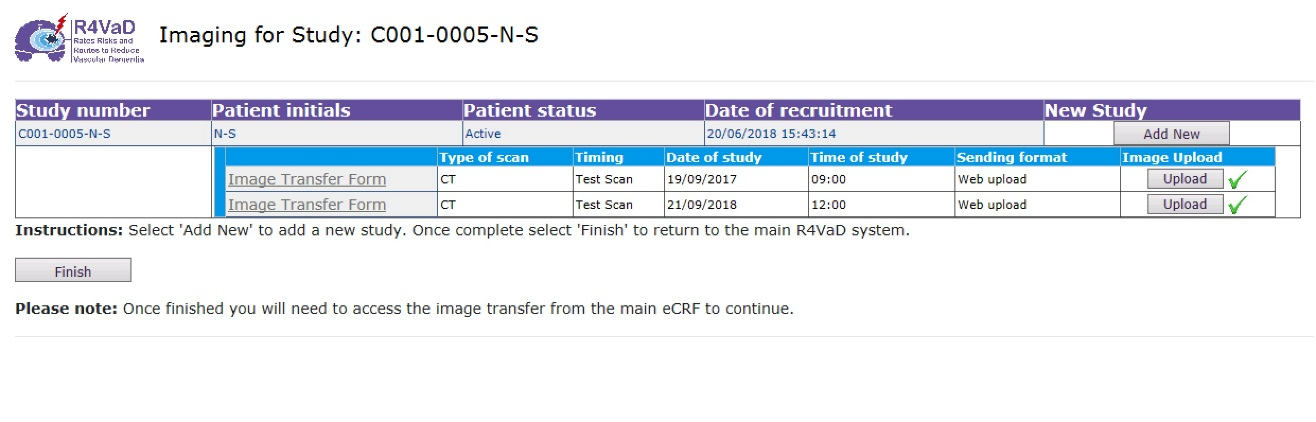 R4VaD
Rates Risks and
Routes to Reduce
Vascular Dementia
Imaging for Study: C001-0005-N-S
Study number Patient initials Patient status Date of recruitment New Study
C001-0005-N-S N-S Active 20/06/2018 15:43:14 Add New
Type of scan Timing Date of study Time of study Sending format Image Upload
Image Transfer Form CT Test Scan 19/09/2017 09:00 Web upload Upload
Image Transfer Form CT Test Scan 21/09/2018 12:00 Web upload Upload
Instructions: Select 'Add New' to add a new study. Once complete select 'Finish' to return to the main R4VaD system.
Finish
Please note: Once finished you will need to access the image transfer from the main eCRF to continue.